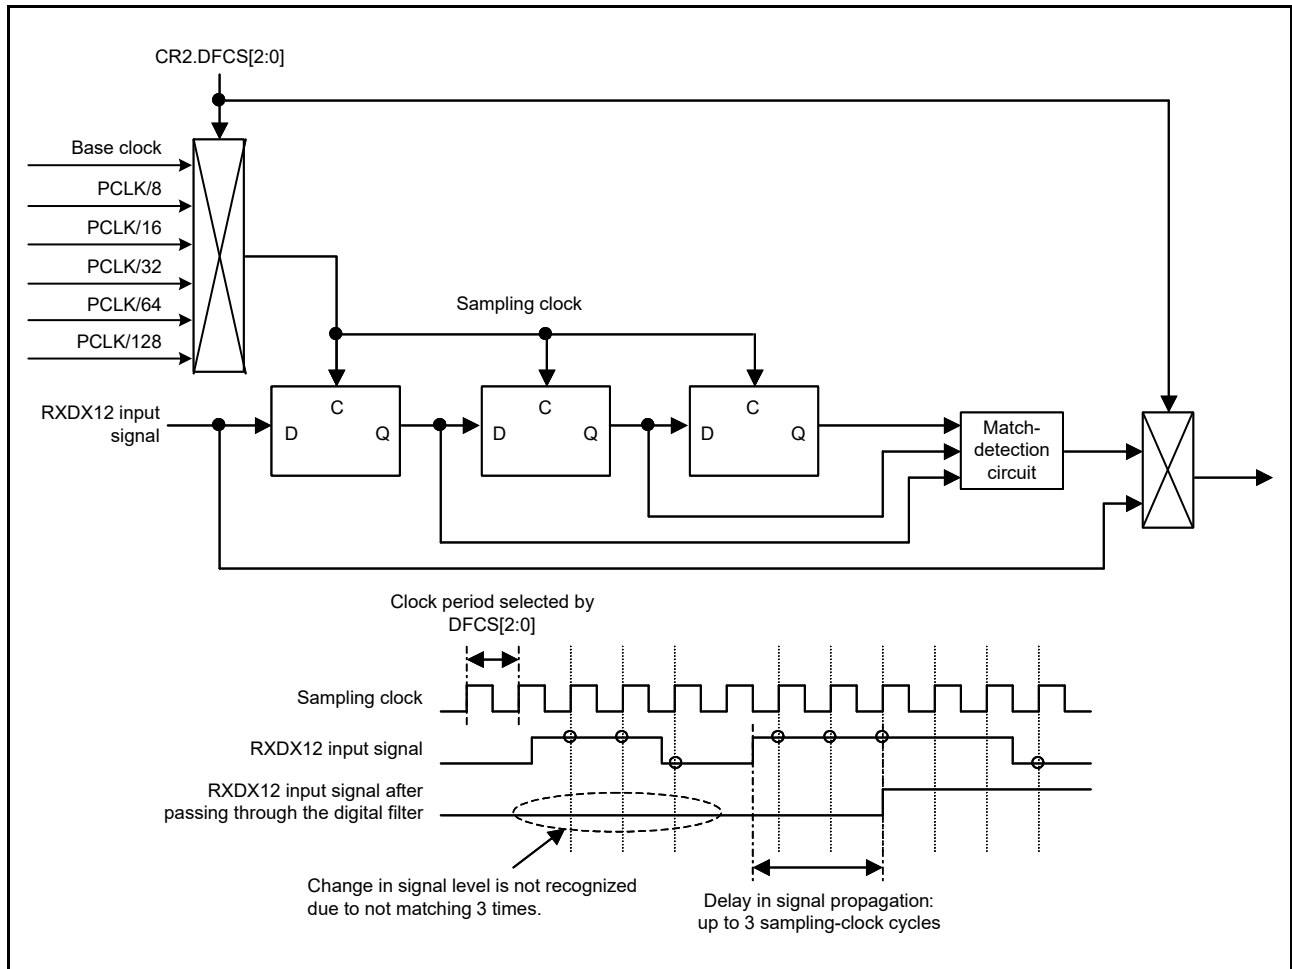 CR2.DFCS[2:0]
Base clock
PCLK/8
PCLK/16
PCLK/32
PCLK/64
PCLK/128
Sampling clock
RXDX12 input
signal
D
C
Q
D
C
Q
D
C
Q
Match-
detection
circuit
Clock period selected by
DFCS[2:0]
Sampling clock
RXDX12 input signal
RXDX12 input signal after
passing through the digital filter
Change in signal level is not recognized
due to not matching 3 times.
Delay in signal propagation:
up to 3 sampling-clock cycles